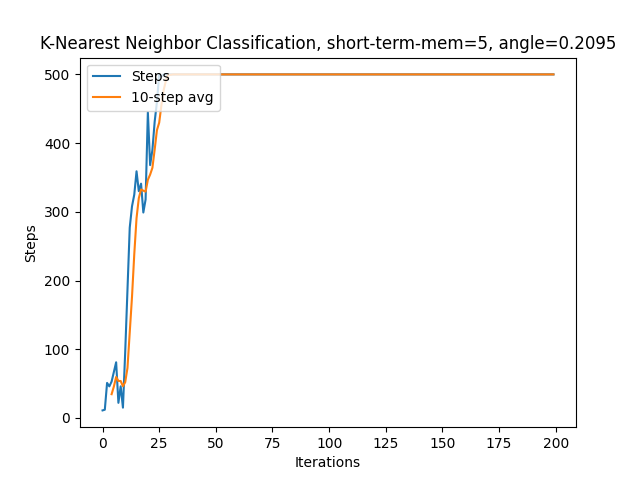 K-Nearest Neighbor Classification, short-term-mem=5, angle=0.2095
Steps
10-step avg
500
400
300
200
100
0
Steps
0 25 50 75 100 125 150 175 200
Iterations